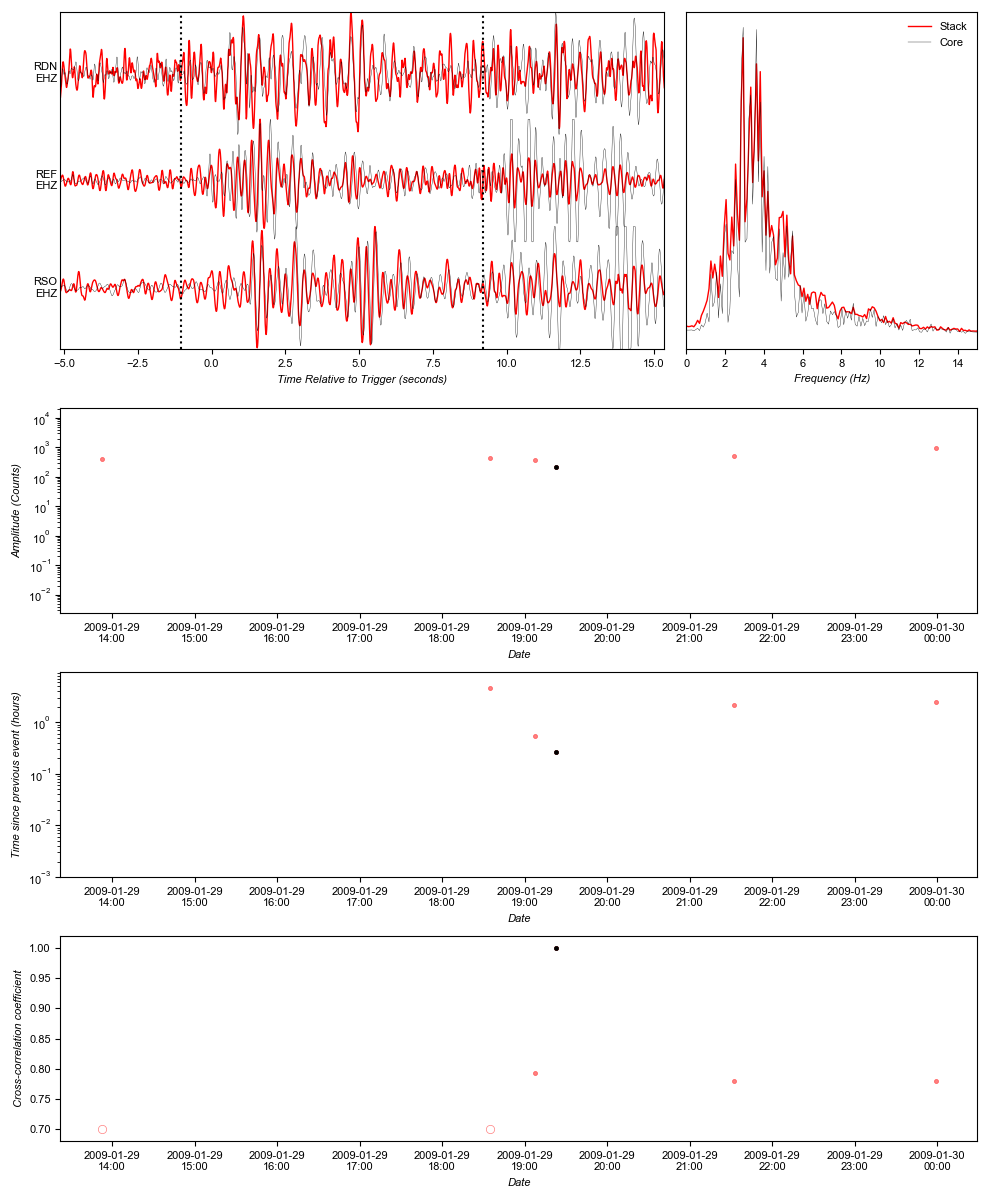 RDN
EHZ
REF
EHZ
RSO
EHZ
−5.0 −2.5 0.0 2.5 5.0 7.5 10.0 12.5 15.0
Time Relative to Trigger (seconds)
Stack
Core
0 2 4 6 8 10 12 14
Frequency (Hz)
10^4
10^3
10^2
10^1
10^0
10^−1
10^−2
Amplitude (Counts)
2009-01-29 2009-01-29 2009-01-29 2009-01-29 2009-01-29 2009-01-29 2009-01-29 2009-01-29 2009-01-29 2009-01-29 2009-01-30
14:00 15:00 16:00 17:00 18:00 19:00 20:00 21:00 22:00 23:00 00:00
Date
10^0
10^−1
10^−2
10^−3
Time since previous event (hours)
2009-01-29 2009-01-29 2009-01-29 2009-01-29 2009-01-29 2009-01-29 2009-01-29 2009-01-29 2009-01-29 2009-01-29 2009-01-30
14:00 15:00 16:00 17:00 18:00 19:00 20:00 21:00 22:00 23:00 00:00
Date
1.00
0.95
0.90
0.85
0.80
0.75
0.70
Cross-correlation coefficient
2009-01-29 2009-01-29 2009-01-29 2009-01-29 2009-01-29 2009-01-29 2009-01-29 2009-01-29 2009-01-29 2009-01-29 2009-01-30
14:00 15:00 16:00 17:00 18:00 19:00 20:00 21:00 22:00 23:00 00:00
Date